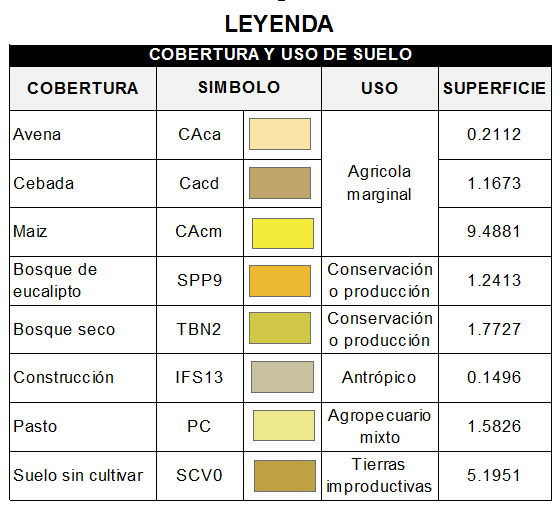 LEYENDA
COBERTURA Y USO DE SUELO
COBERTURA SIMBOLO USO SUPERFICIE
Avena CAca 0.2112
Agricola
marginal
Cebada Cacd 1.1673
Maiz CAcm 9.4881
Bosque de
eucalipto SPP9 Conservación
o producción 1.2413
Bosque seco TBN2 Conservación
o producción 1.7727
Construcción IFS13 Antrópico 0.1496
Pasto PC Agropecuario
mixto 1.5826
Suelo sin cultivar SCV0 Tierras
improductivas 5.1951